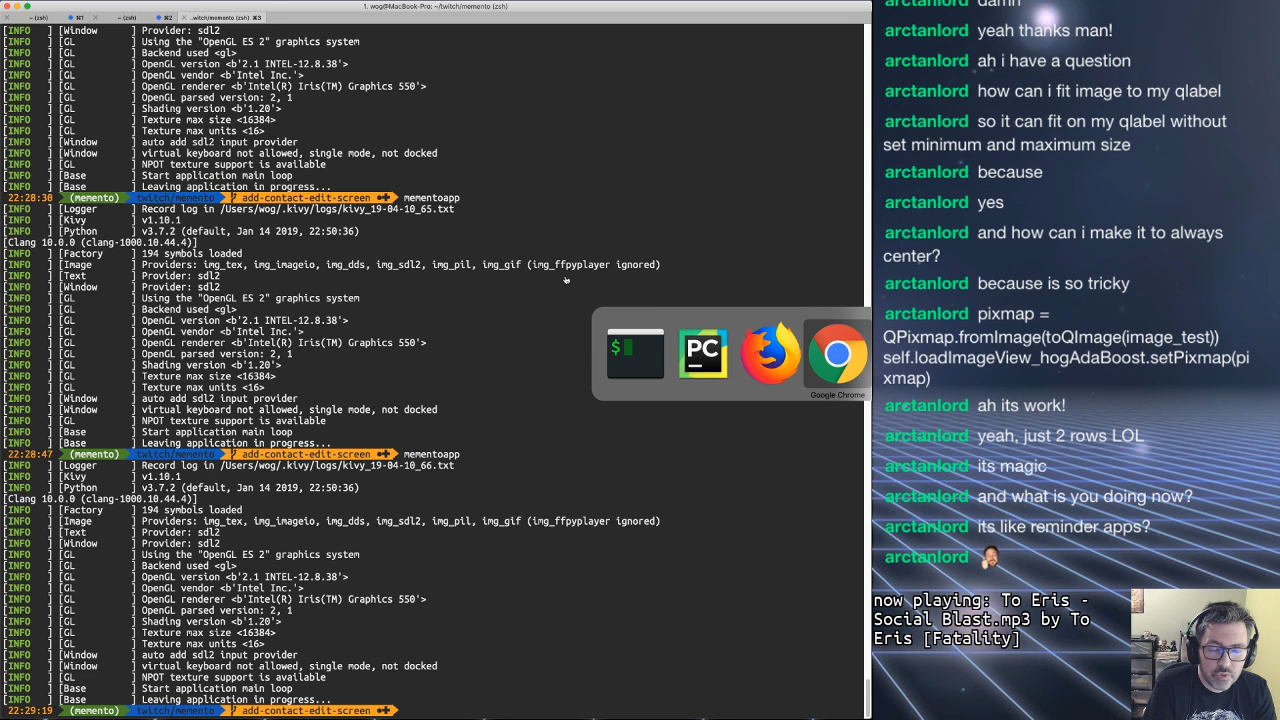 1. wog@MacBook-Pro: ~/twitch/memento (zsh)
~ (zsh) ⌘1 ~ (zsh) ⌘2 ..witch/memento (zsh) ⌘3
[INFO   ] [Window      ] Provider: sdl2
[INFO   ] [GL          ] Using the "OpenGL ES 2" graphics system
[INFO   ] [GL          ] Backend used <gl>
[INFO   ] [GL          ] OpenGL version <b'2.1 INTEL-12.8.38'>
[INFO   ] [GL          ] OpenGL vendor <b'Intel Inc.'>
[INFO   ] [GL          ] OpenGL renderer <b'Intel(R) Iris(TM) Graphics 550'>
[INFO   ] [GL          ] OpenGL parsed version: 2, 1
[INFO   ] [GL          ] Shading version <b'1.20'>
[INFO   ] [GL          ] Texture max size <16384>
[INFO   ] [GL          ] Texture max units <16>
[INFO   ] [Window      ] auto add sdl2 input provider
[INFO   ] [Window      ] virtual keyboard not allowed, single mode, not docked
[INFO   ] [GL          ] NPOT texture support is available
[INFO   ] [Base        ] Start application main loop
[INFO   ] [Base        ] Leaving application in progress...
22:28:30 (memento) twitch/memento add-contact-edit-screen mementoapp
[INFO   ] [Logger      ] Record log in /Users/wog/.kivy/logs/kivy_19-04-10_65.txt
[INFO   ] [Kivy        ] v1.10.1
[INFO   ] [Python      ] v3.7.2 (default, Jan 14 2019, 22:50:36)
[Clang 10.0.0 (clang-1000.10.44.4)]
[INFO   ] [Factory     ] 194 symbols loaded
[INFO   ] [Image       ] Providers: img_tex, img_imageio, img_dds, img_sdl2, img_pil, img_gif (img_ffpyplayer ignored)
[INFO   ] [Text        ] Provider: sdl2
[INFO   ] [Window      ] Provider: sdl2
[INFO   ] [GL          ] Using the "OpenGL ES 2" graphics system
[INFO   ] [GL          ] Backend used <gl>
[INFO   ] [GL          ] OpenGL version <b'2.1 INTEL-12.8.38'>
[INFO   ] [GL          ] OpenGL vendor <b'Intel Inc.'>
[INFO   ] [GL          ] OpenGL renderer <b'Intel(R) Iris(TM) Graphics 550'>
[INFO   ] [GL          ] OpenGL parsed version: 2, 1
[INFO   ] [GL          ] Shading version <b'1.20'>
[INFO   ] [GL          ] Texture max size <16384>
[INFO   ] [GL          ] Texture max units <16>
[INFO   ] [Window      ] auto add sdl2 input provider
[INFO   ] [Window      ] virtual keyboard not allowed, single mode, not docked
[INFO   ] [GL          ] NPOT texture support is available
[INFO   ] [Base        ] Start application main loop
[INFO   ] [Base        ] Leaving application in progress...
22:28:47 (memento) twitch/memento add-contact-edit-screen mementoapp
[INFO   ] [Logger      ] Record log in /Users/wog/.kivy/logs/kivy_19-04-10_66.txt
[INFO   ] [Kivy        ] v1.10.1
[INFO   ] [Python      ] v3.7.2 (default, Jan 14 2019, 22:50:36)
[Clang 10.0.0 (clang-1000.10.44.4)]
[INFO   ] [Factory     ] 194 symbols loaded
[INFO   ] [Image       ] Providers: img_tex, img_imageio, img_dds, img_sdl2, img_pil, img_gif (img_ffpyplayer ignored)
[INFO   ] [Text        ] Provider: sdl2
[INFO   ] [Window      ] Provider: sdl2
[INFO   ] [GL          ] Using the "OpenGL ES 2" graphics system
[INFO   ] [GL          ] Backend used <gl>
[INFO   ] [GL          ] OpenGL version <b'2.1 INTEL-12.8.38'>
[INFO   ] [GL          ] OpenGL vendor <b'Intel Inc.'>
[INFO   ] [GL          ] OpenGL renderer <b'Intel(R) Iris(TM) Graphics 550'>
[INFO   ] [GL          ] OpenGL parsed version: 2, 1
[INFO   ] [GL          ] Shading version <b'1.20'>
[INFO   ] [GL          ] Texture max size <16384>
[INFO   ] [GL          ] Texture max units <16>
[INFO   ] [Window      ] auto add sdl2 input provider
[INFO   ] [Window      ] virtual keyboard not allowed, single mode, not docked
[INFO   ] [GL          ] NPOT texture support is available
[INFO   ] [Base        ] Start application main loop
[INFO   ] [Base        ] Leaving application in progress...
22:29:19 (memento) twitch/memento add-contact-edit-screen
$
PC
Google Chrome
arctanlord damn
arctanlord yeah thanks man!
arctanlord ah i have a question
arctanlord how can i fit image to my qlabel
arctanlord so it can fit on my qlabel without
set minimum and maximum size
arctanlord because
arctanlord yes
arctanlord and how can i make it to always
center?
arctanlord because is so tricky
arctanlord pixmap =
QPixmap.fromImage(toQImage(image_test))
self.loadImageView_hogAdaBoost.setPixmap(pi
xmap)
arctanlord ah its work!
arctanlord yeah, just 2 rows LOL
arctanlord its magic
arctanlord and what is you doing now?
arctanlord its like reminder apps?
arctanlord
now playing: To Eris -
Social Blast.mp3 by To
Eris [Fatality]